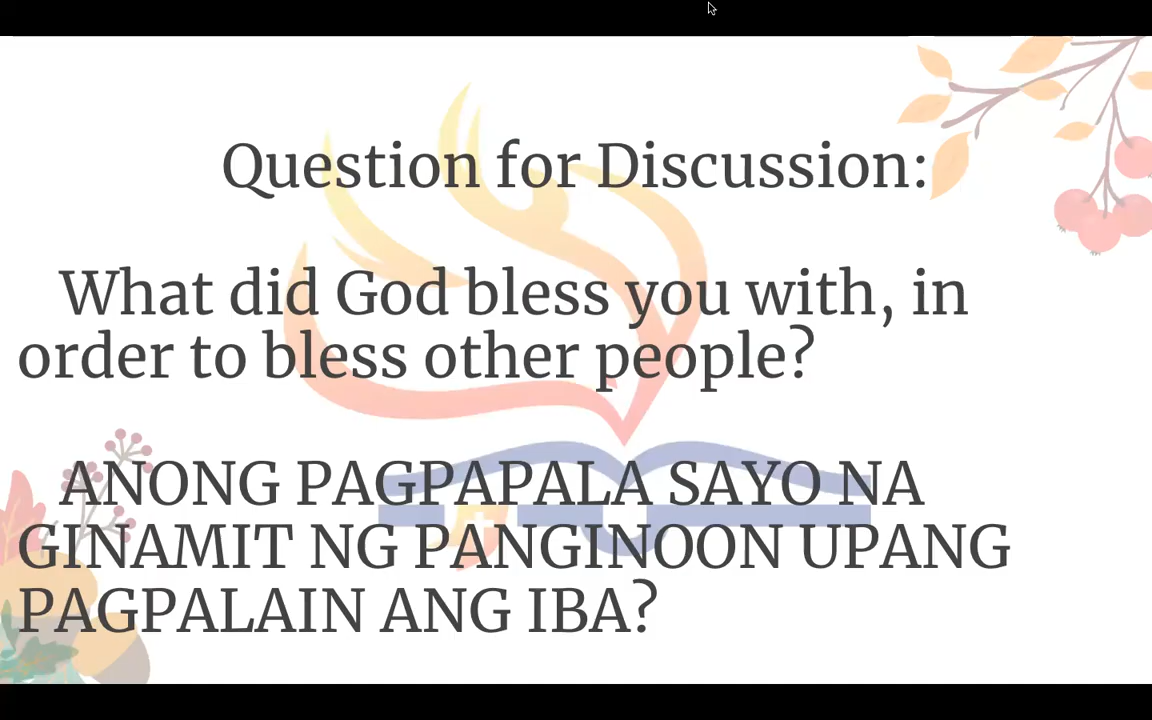 Question for Discussion:
What did God bless you with, in
order to bless other people?
ANONG PAGPAPALA SAYO NA
GINAMIT NG PANGINOON UPANG
PAGPALAIN ANG IBA?